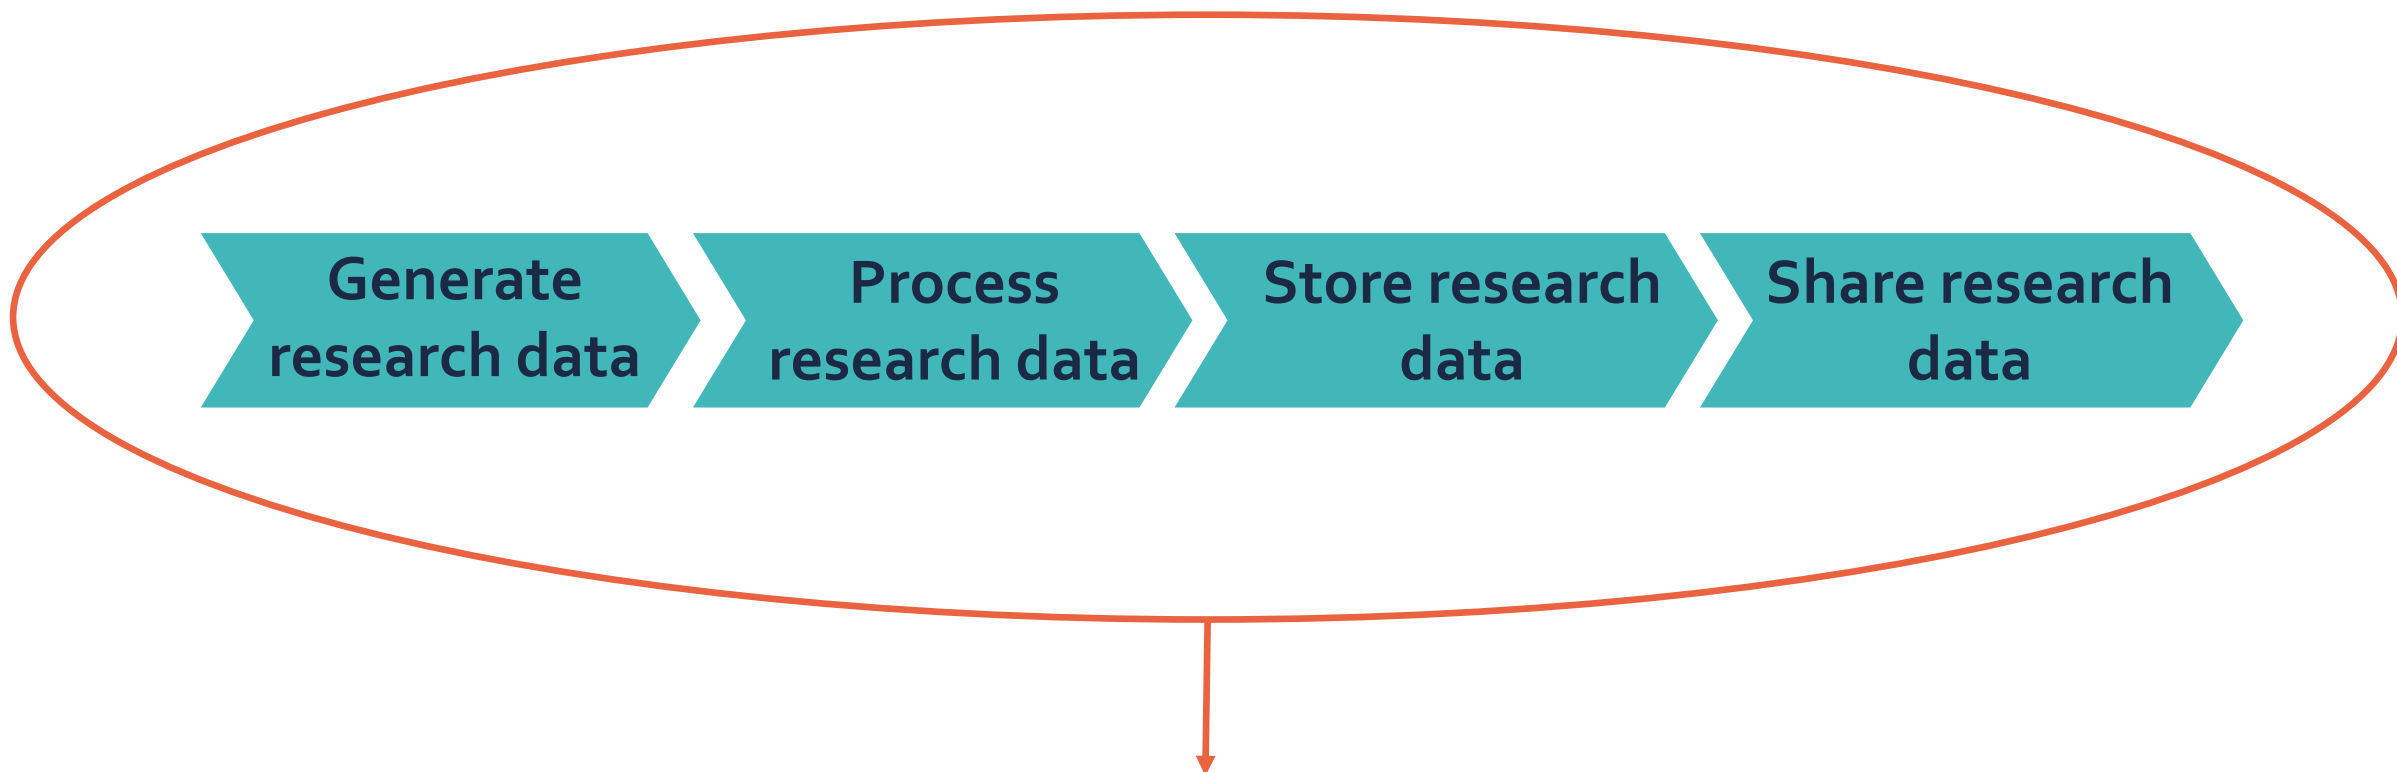 Generate
research data
Process
research data
Store research
data
Share research
data